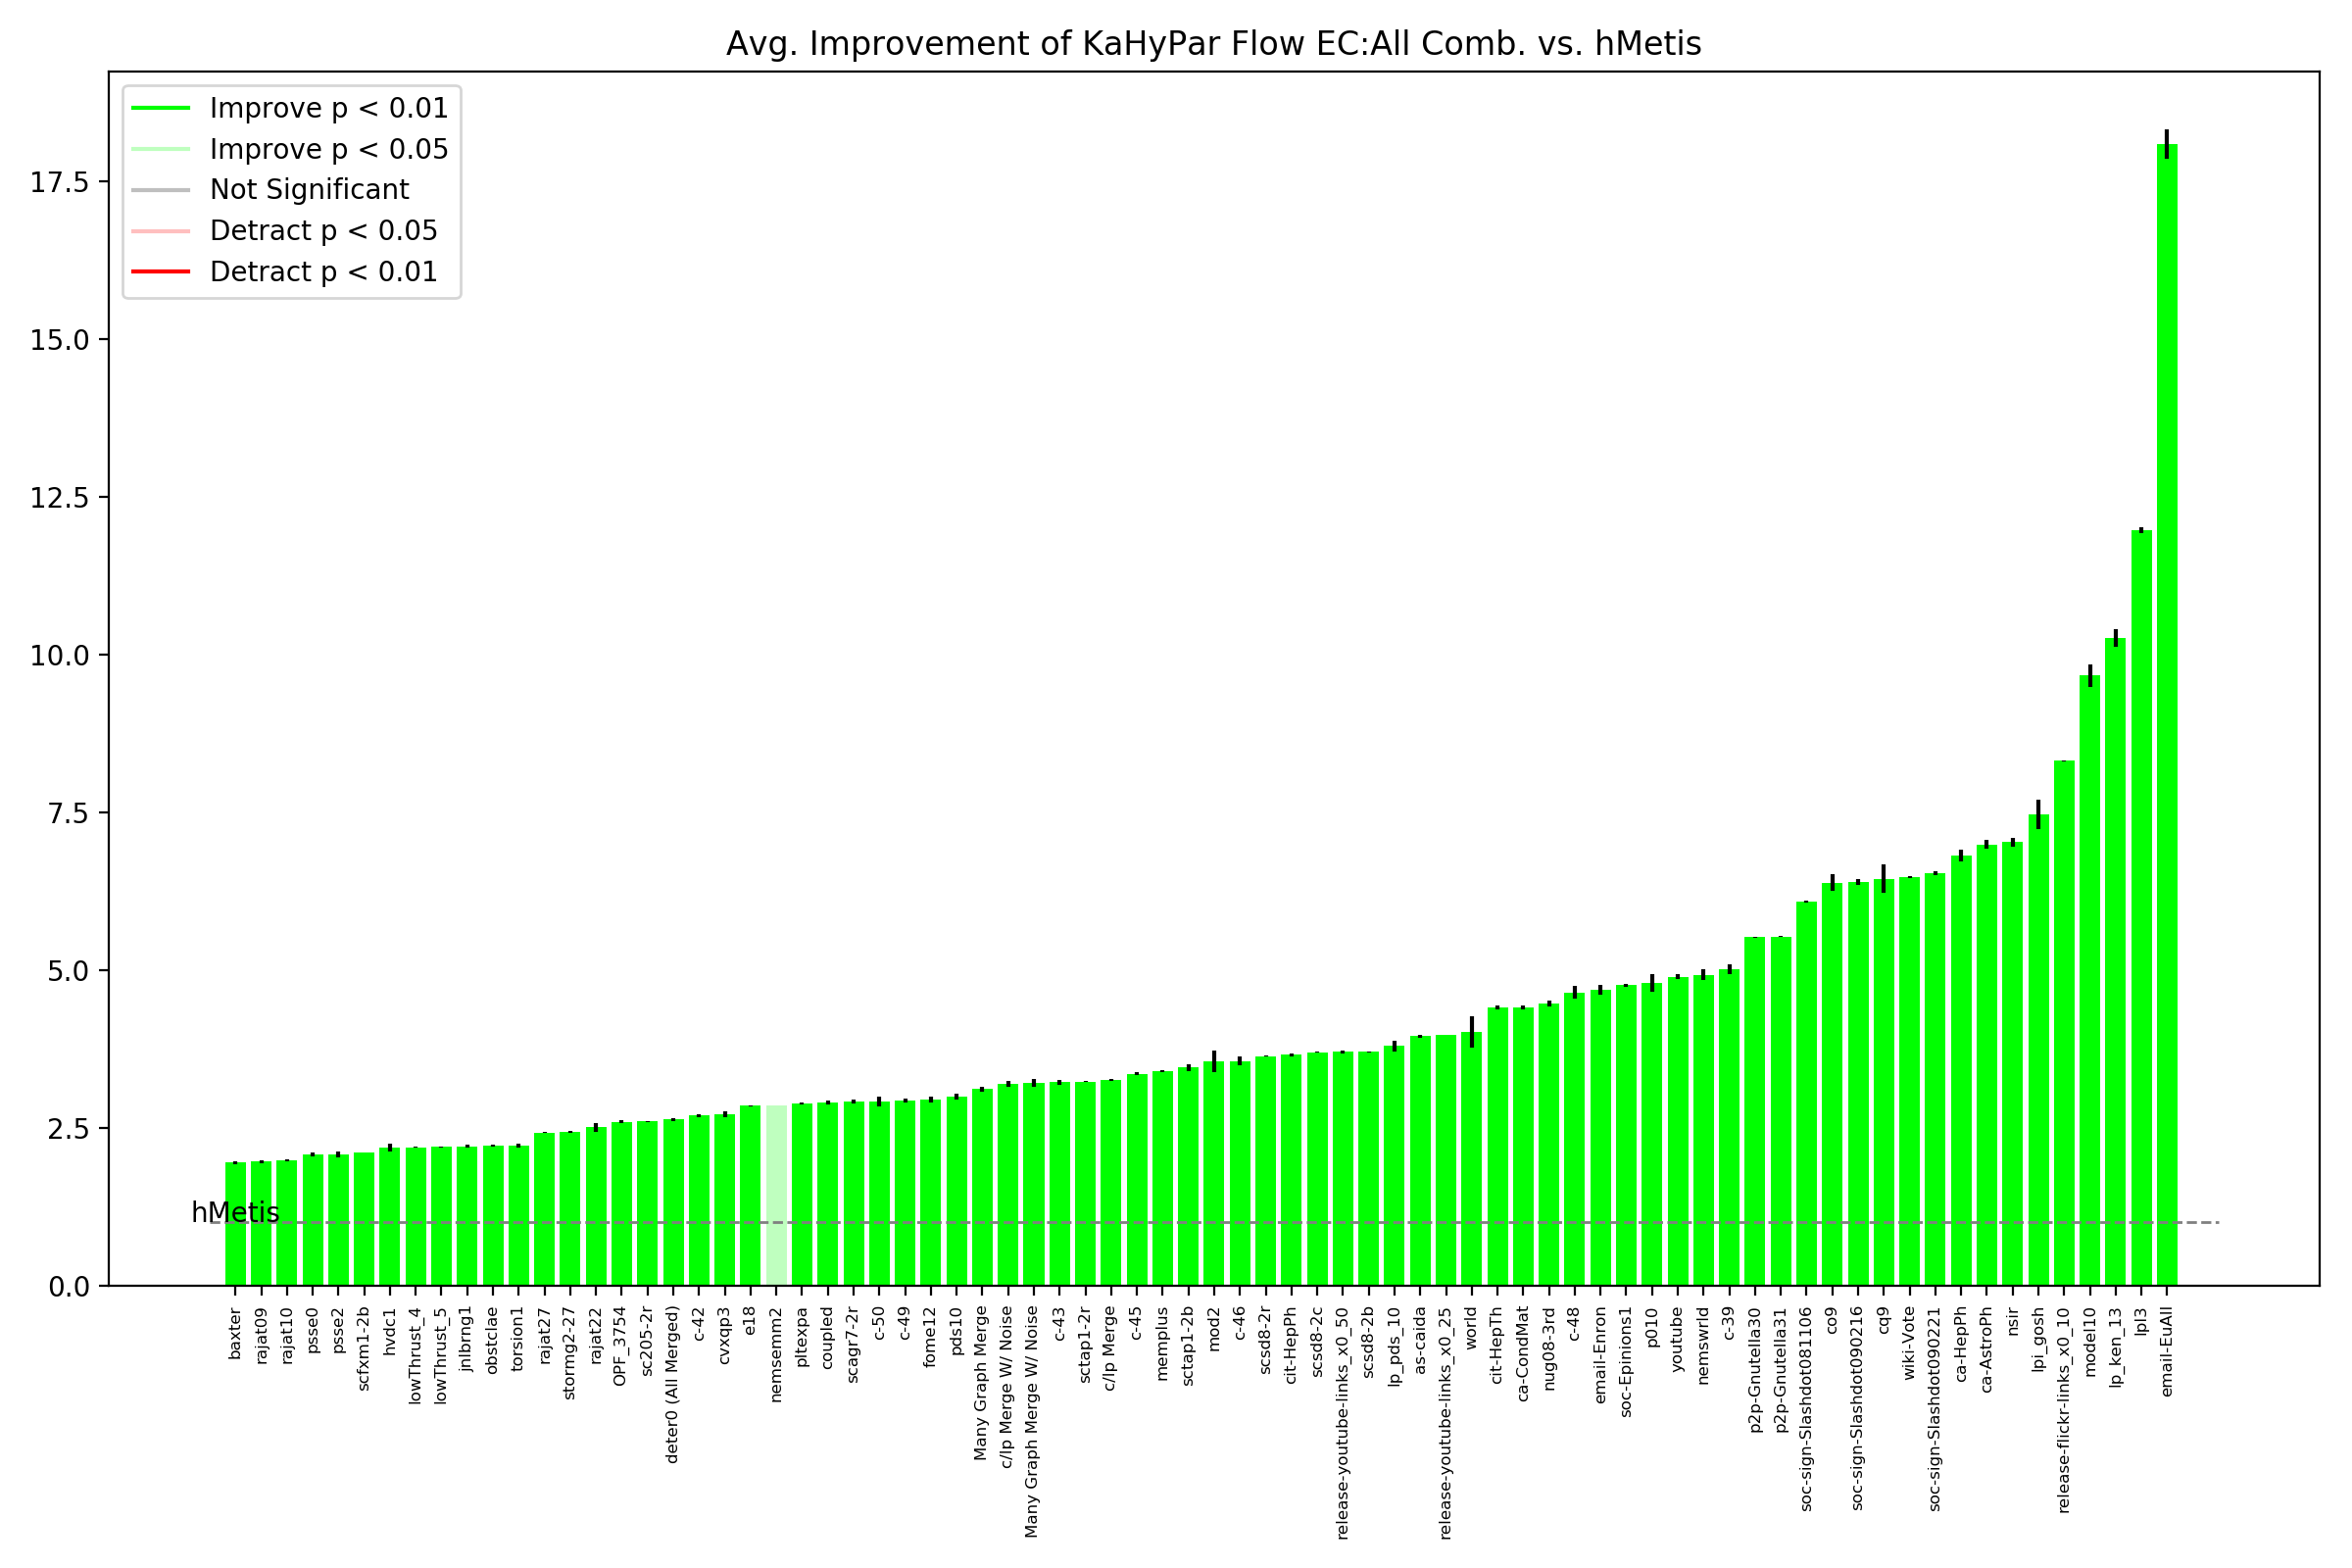 Avg. Improvement of KaHyPar Flow EC:All Comb. vs. hMetis
Improve p < 0.01
Improve p < 0.05
Not Significant
Detract p < 0.05
Detract p < 0.01
17.5
15.0
12.5
10.0
7.5
5.0
2.5
0.0
hMetis
baxter
rajat09
rajat10
psse0
psse2
scfxm1-2b
hvdc1
lowThrust_4
lowThrust_5
jnlbrng1
obstclae
torsion1
rajat27
stormg2-27
rajat22
OPF_3754
sc205-2r
deter0 (All Merged)
c-42
cvxqp3
e18
nemsemm2
pltexpa
coupled
scagr7-2r
c-50
c-49
fome12
pds10
Many Graph Merge
c/lp Merge W/ Noise
Many Graph Merge W/ Noise
c-43
sctap1-2r
c/lp Merge
c-45
memplus
sctap1-2b
mod2
c-46
scsd8-2r
cit-HepPh
scsd8-2c
release-youtube-links_x0_50
scsd8-2b
lp_pds_10
as-caida
release-youtube-links_x0_25
world
cit-HepTh
ca-CondMat
nug08-3rd
c-48
email-Enron
soc-Epinions1
p010
youtube
nemswrld
c-39
p2p-Gnutella30
p2p-Gnutella31
soc-sign-Slashdot081106
co9
soc-sign-Slashdot090216
cq9
wiki-Vote
soc-sign-Slashdot090221
ca-HepPh
ca-AstroPh
nsir
lpi_gosh
release-flickr-links_x0_10
model10
lp_ken_13
lpl3
email-EuAll